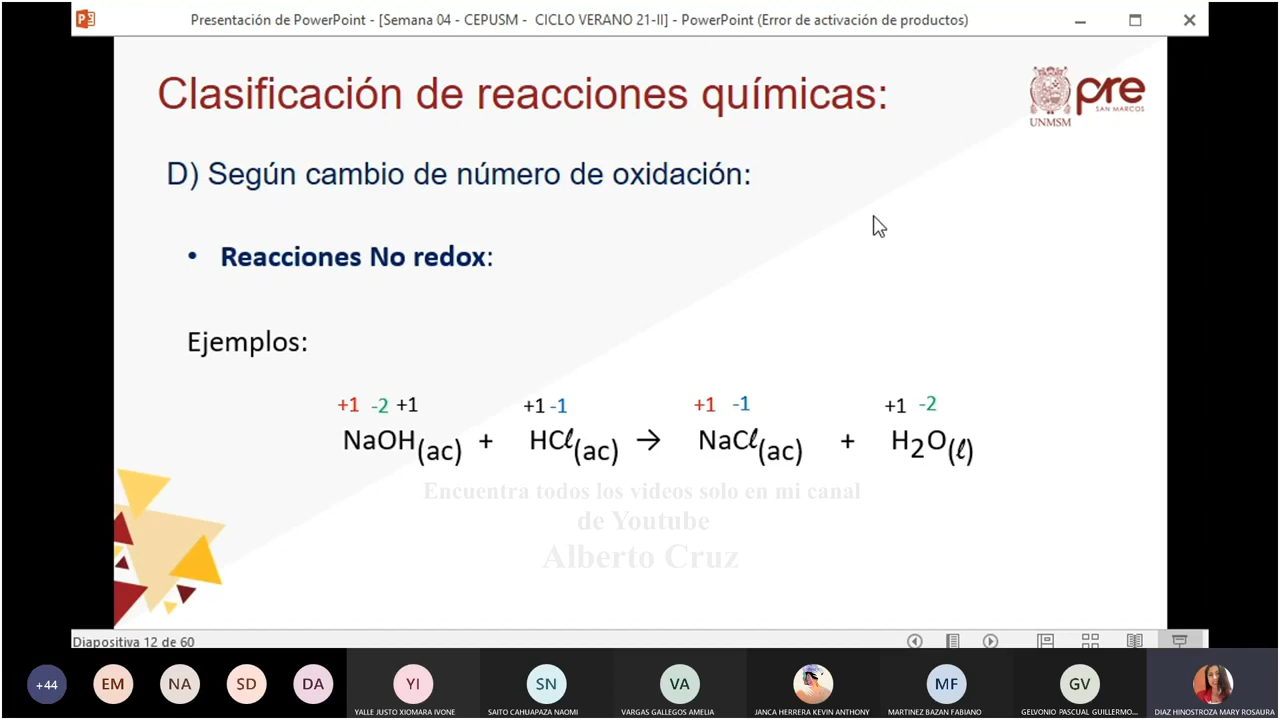 Presentación de PowerPoint - [Semana 04 - CEPUSM - CICLO VERANO 21-II] - PowerPoint (Error de activación de productos)
Clasificación de reacciones químicas:
UNMSM
pre
SAN MARCOS
D) Según cambio de número de oxidación:
• Reacciones No redox:
Ejemplos:
+1 -2 +1 +1 -1 +1 -1 +1 -2
NaOH(ac) + HCℓ(ac) → NaCℓ(ac) + H2O(ℓ)
Encuentra todos los videos solo en mi canal
de Youtube
Alberto Cruz
Diapositiva 12 de 60
+44 EM NA SD DA YI SN VA MF GV
YALLE JUSTO XIOMARA IVONE SAITO CAHUAPAZA NAOMI VARGAS GALLEGOS AMELIA JANCA HERRERA KEVIN ANTHONY MARTINEZ BAZAN FABIANO GELVONIO PASCUAL GUILLERMO... DIAZ HINOSTROZA MARY ROSAURA